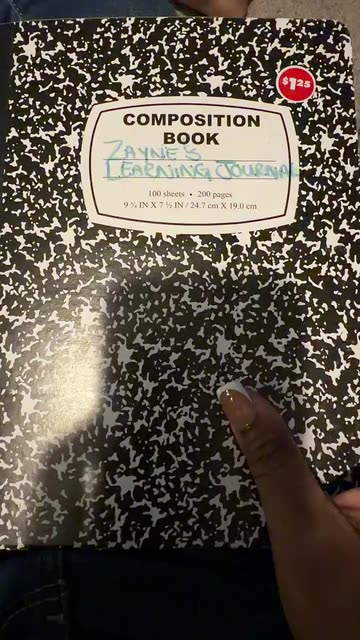 $1.25
COMPOSITION
BOOK
ZAYNE'S
LEARNING JOURNAL
100 sheets • 200 pages
9 ¾ IN X 7 ½ IN / 24.7 cm X 19.0 cm